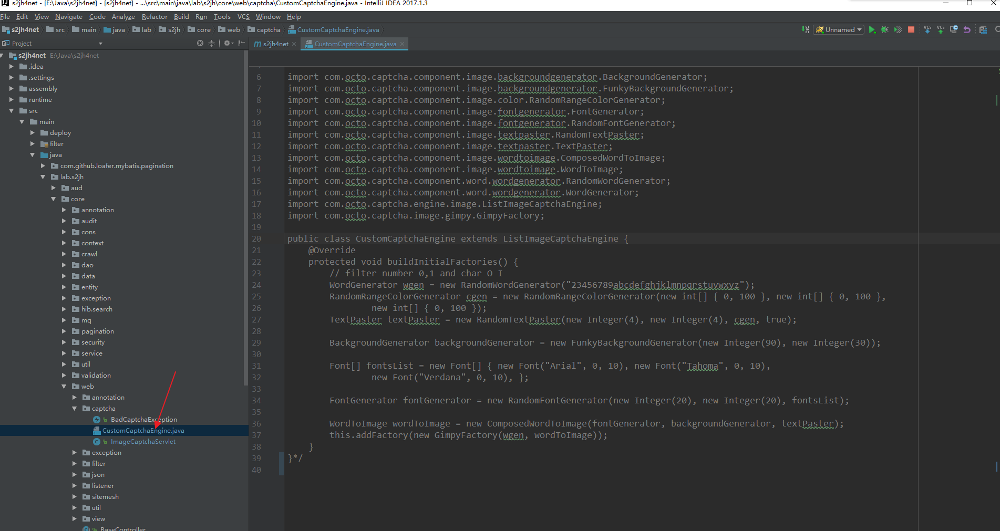 s2jh4net - [E:\Java\s2jh4net] - [s2jh4net] - ...\src\main\java\lab\s2jh\core\web\captcha\CustomCaptchaEngine.java - IntelliJ IDEA 2017.1.3
File Edit View Navigate Code Analyze Refactor Build Run Tools VCS Window Help
s2jh4net src main java lab s2jh core web captcha CustomCaptchaEngine.java Unnamed VCS VCS
Project
s2jh4net CustomCaptchaEngine.java
s2jh4net E:\Java\s2jh4net
.idea
.settings
assembly
runtime
src
main
deploy
filter
java
com.github.loafer.mybatis.pagination
lab.s2jh
aud
core
annotation
audit
cons
context
crawl
dao
data
entity
exception
hib.search
mq
pagination
security
service
util
validation
web
annotation
captcha
BadCaptchaException
CustomCaptchaEngine.java
ImageCaptchaServlet
exception
filter
json
listener
sitemesh
util
view
BaseController
6 import com.octo.captcha.component.image.backgroundgenerator.BackgroundGenerator;
7 import com.octo.captcha.component.image.backgroundgenerator.FunkyBackgroundGenerator;
8 import com.octo.captcha.component.image.color.RandomRangeColorGenerator;
9 import com.octo.captcha.component.image.fontgenerator.FontGenerator;
10 import com.octo.captcha.component.image.fontgenerator.RandomFontGenerator;
11 import com.octo.captcha.component.image.textpaster.RandomTextPaster;
12 import com.octo.captcha.component.image.textpaster.TextPaster;
13 import com.octo.captcha.component.image.wordtoimage.ComposedWordToImage;
14 import com.octo.captcha.component.image.wordtoimage.WordToImage;
15 import com.octo.captcha.component.word.wordgenerator.RandomWordGenerator;
16 import com.octo.captcha.component.word.wordgenerator.WordGenerator;
17 import com.octo.captcha.engine.image.ListImageCaptchaEngine;
18 import com.octo.captcha.image.gimpy.GimpyFactory;
19
20 public class CustomCaptchaEngine extends ListImageCaptchaEngine {
21 @Override
22 protected void buildInitialFactories() {
23 // filter number 0,1 and char O I
24 WordGenerator wgen = new RandomWordGenerator("23456789abcdefghjklmnpqrstuvwxyz");
25 RandomRangeColorGenerator cgen = new RandomRangeColorGenerator(new int[] { 0, 100 }, new int[] { 0, 100 },
26 new int[] { 0, 100 });
27 TextPaster textPaster = new RandomTextPaster(new Integer(4), new Integer(4), cgen, true);
28
29 BackgroundGenerator backgroundGenerator = new FunkyBackgroundGenerator(new Integer(90), new Integer(30));
30
31 Font[] fontsList = new Font[] { new Font("Arial", 0, 10), new Font("Tahoma", 0, 10),
32 new Font("Verdana", 0, 10), };
33
34 FontGenerator fontGenerator = new RandomFontGenerator(new Integer(20), new Integer(20), fontsList);
35
36 WordToImage wordToImage = new ComposedWordToImage(fontGenerator, backgroundGenerator, textPaster);
37 this.addFactory(new GimpyFactory(wgen, wordToImage));
38 }
39 }*/
40